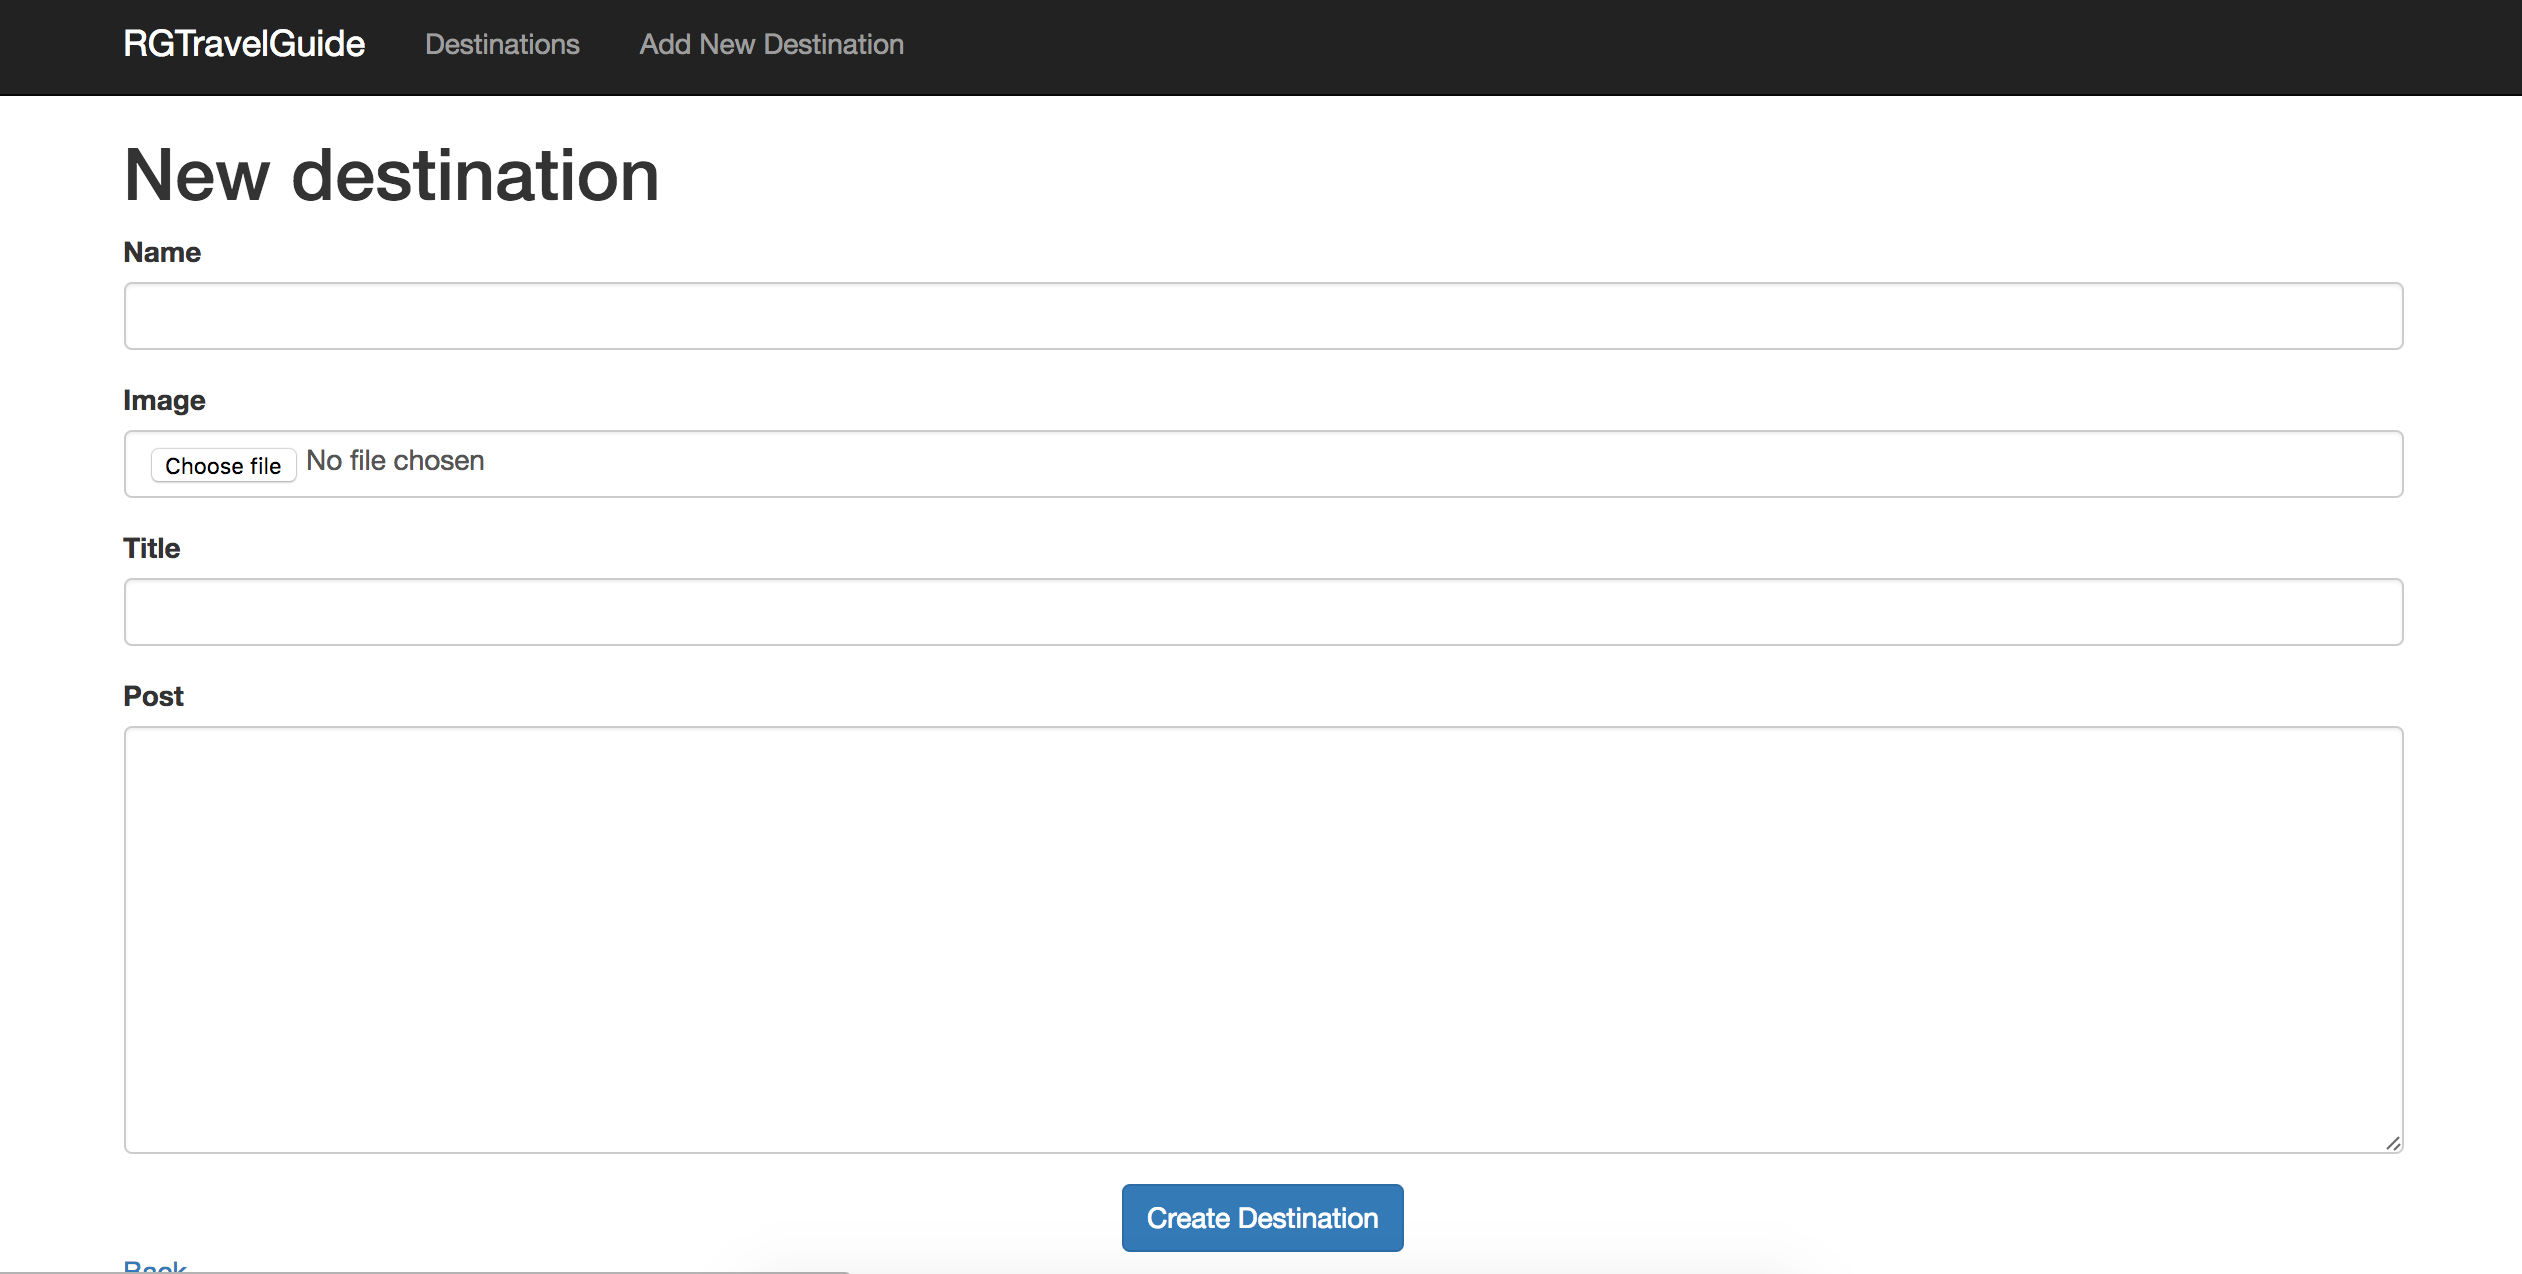 RGTravelGuide Destinations Add New Destination
New destination
Name
Image
Choose file No file chosen
Title
Post
Create Destination
Back